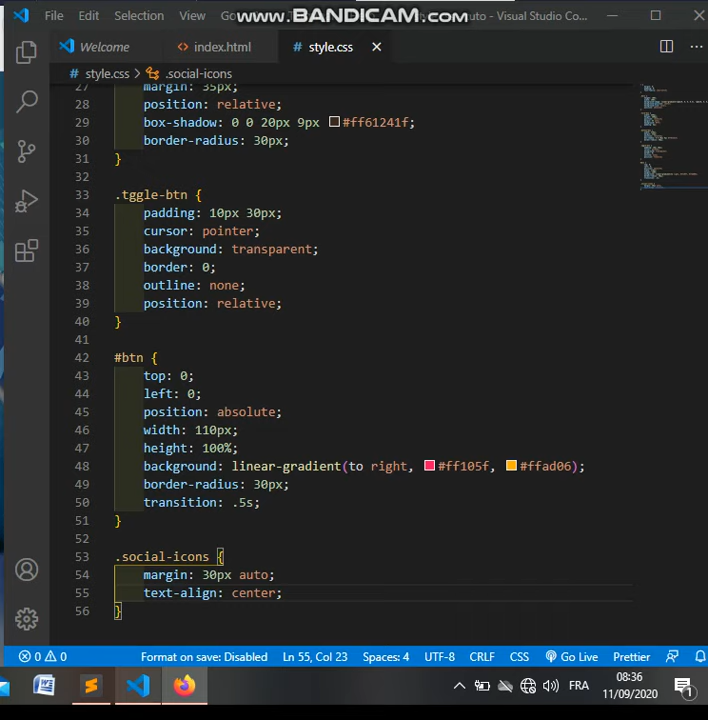 File Edit Selection View Go www.BANDICAM.com uto - Visual Studio Co...
Welcome index.html # style.css
# style.css > .social-icons
27 margin: 35px;
28 position: relative;
29 box-shadow: 0 0 20px 9px #ff61241f;
30 border-radius: 30px;
31 }
32
33 .tggle-btn {
34 padding: 10px 30px;
35 cursor: pointer;
36 background: transparent;
37 border: 0;
38 outline: none;
39 position: relative;
40 }
41
42 #btn {
43 top: 0;
44 left: 0;
45 position: absolute;
46 width: 110px;
47 height: 100%;
48 background: linear-gradient(to right, #ff105f, #ffad06);
49 border-radius: 30px;
50 transition: .5s;
51 }
52
53 .social-icons {
54 margin: 30px auto;
55 text-align: center;
56 }
0 0 Format on save: Disabled Ln 55, Col 23 Spaces: 4 UTF-8 CRLF CSS Go Live Prettier
FRA 08:36
11/09/2020 1